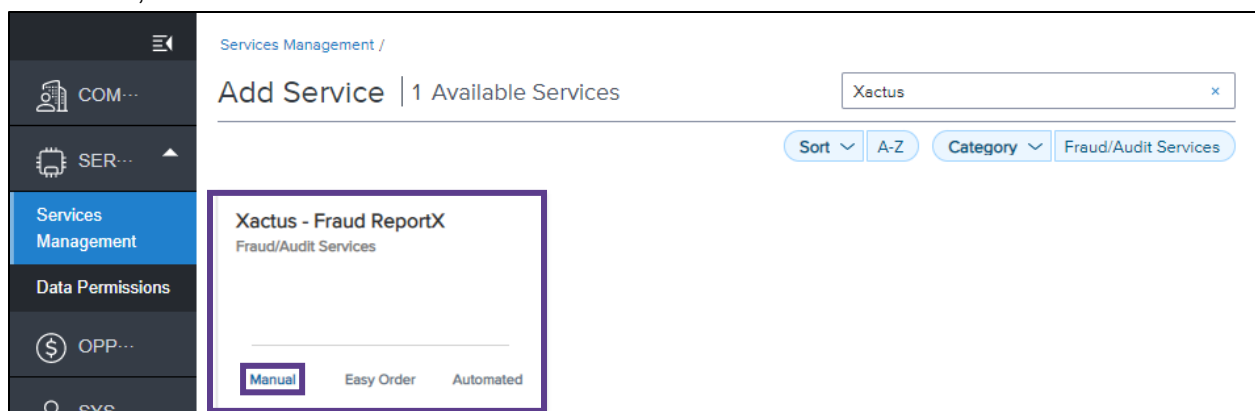 Services Management /
COM...
Add Service | 1 Available Services
Xactus ×
SER...
Sort A-Z Category Fraud/Audit Services
Services
Management
Xactus - Fraud ReportX
Fraud/Audit Services
Data Permissions
OPP...
Manual Easy Order Automated